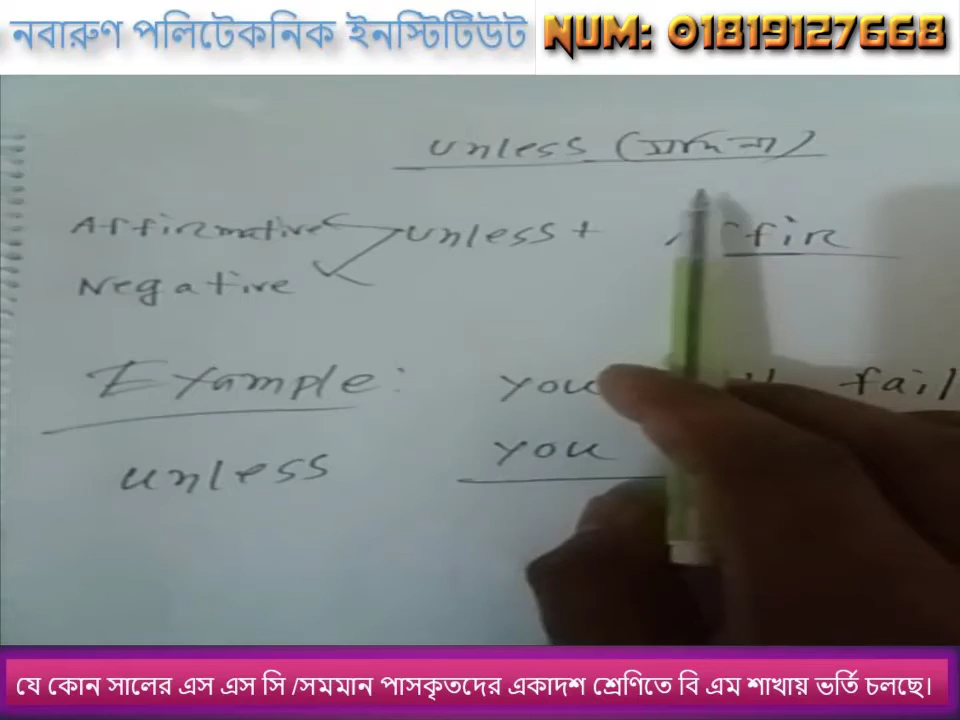 নবারুণ পলিটেকনিক ইনস্টিটিউট NUM: 01819127668
unless (যদি না)
Affirmative unless + Affir
Negative
Example: you fail
unless you
যে কোন সালের এস এস সি /সমমান পাসকৃতদের একাদশ শ্রেণিতে বি এম শাখায় ভর্তি চলছে।